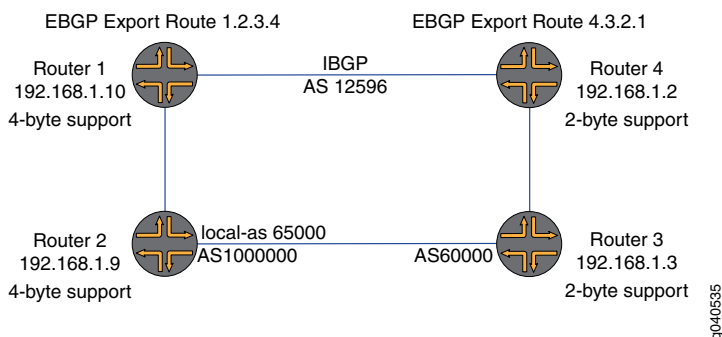 EBGP Export Route 1.2.3.4
EBGP Export Route 4.3.2.1
Router 1
192.168.1.10
4-byte support
IBGP
AS 12596
Router 4
192.168.1.2
2-byte support
Router 2
192.168.1.9
4-byte support
local-as 65000
AS1000000
AS60000
Router 3
192.168.1.3
2-byte support
g040535